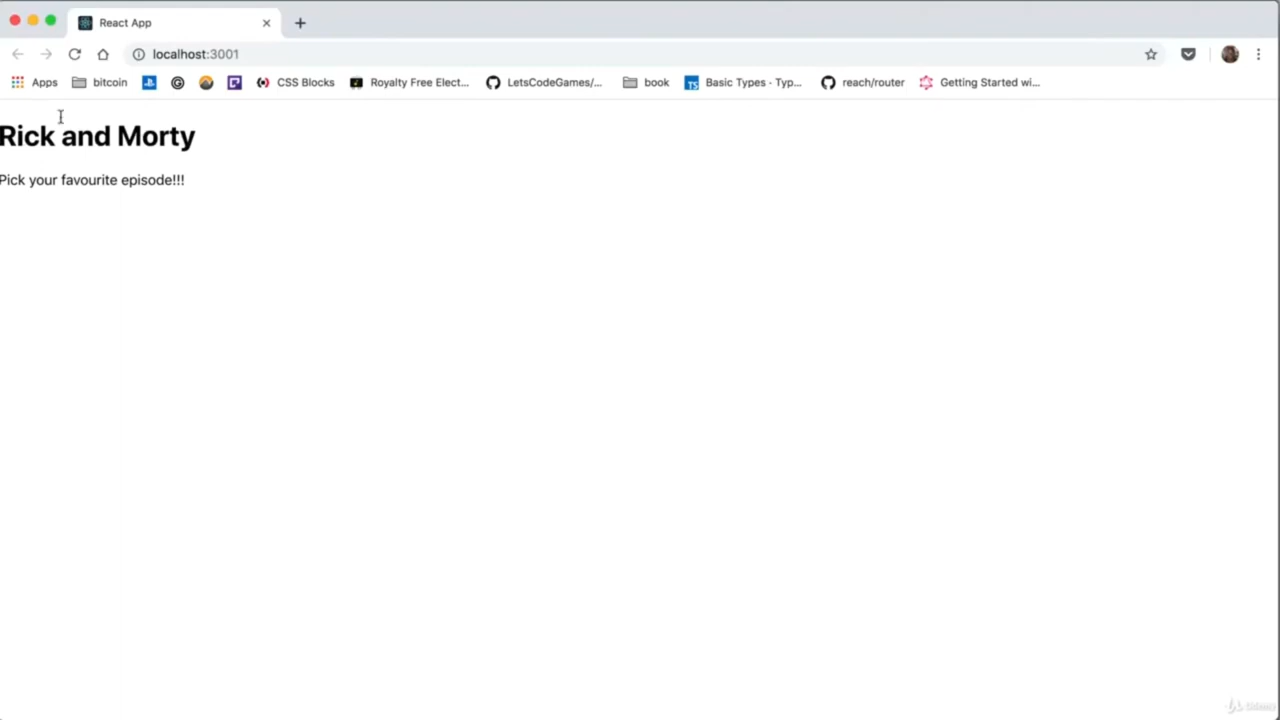 React App
localhost:3001
Apps bitcoin CSS Blocks Royalty Free Elect... LetsCodeGames/... book Basic Types · Typ... reach/router Getting Started wi...
Rick and Morty
Pick your favourite episode!!!
Udemy